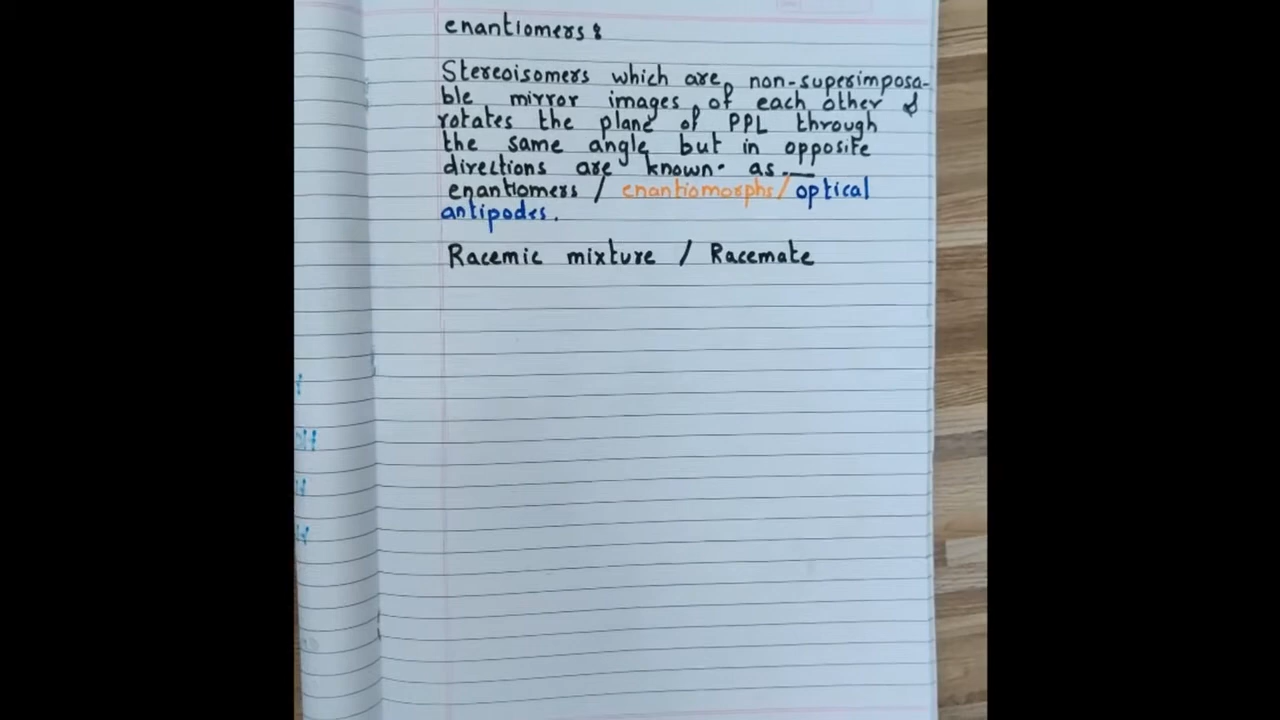 enantiomers :
Stereoisomers which are non-superimposa-
ble mirror images of each other &
rotates the plane of PPL through
the same angle but in opposite
directions are known as
enantiomers / enantiomorphs / optical
antipodes.
Racemic mixture / Racemate